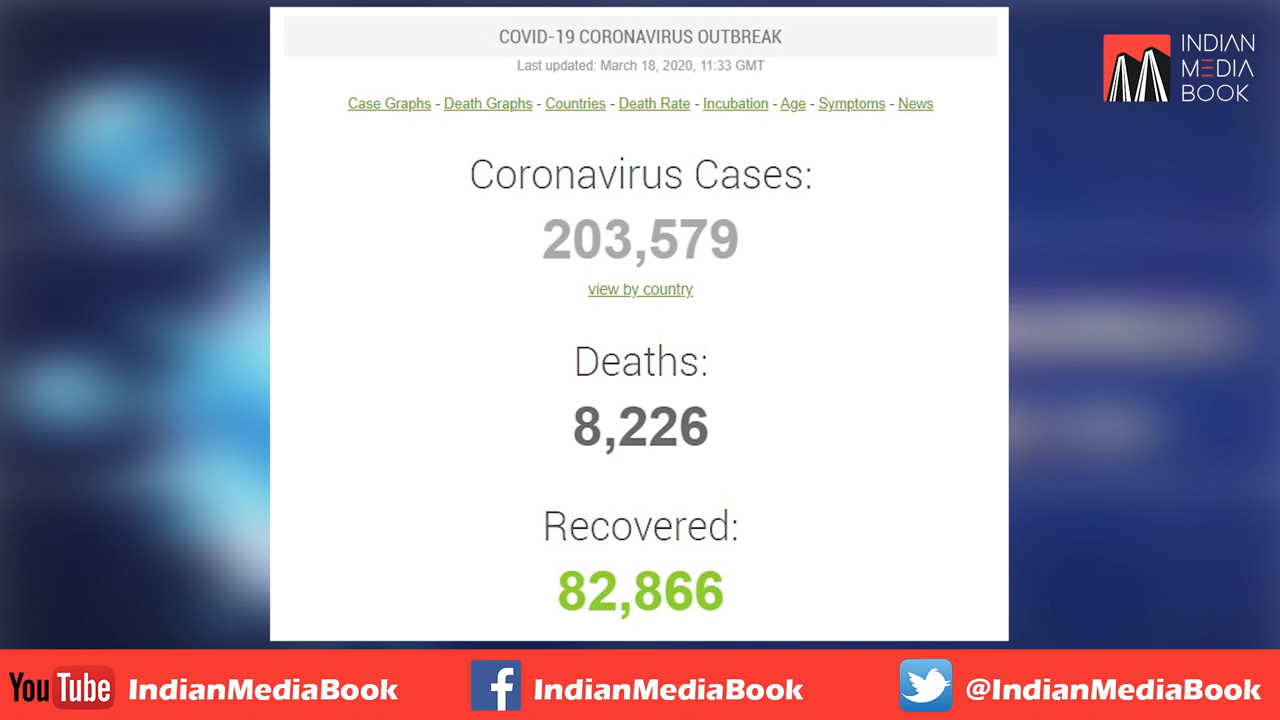 COVID-19 CORONAVIRUS OUTBREAK
Last updated: March 18, 2020, 11:33 GMT
Case Graphs - Death Graphs - Countries - Death Rate - Incubation - Age - Symptoms - News
INDIAN
MEDIA
BOOK
Coronavirus Cases:
203,579
view by country
Deaths:
8,226
Recovered:
82,866
YouTube IndianMediaBook f IndianMediaBook @IndianMediaBook